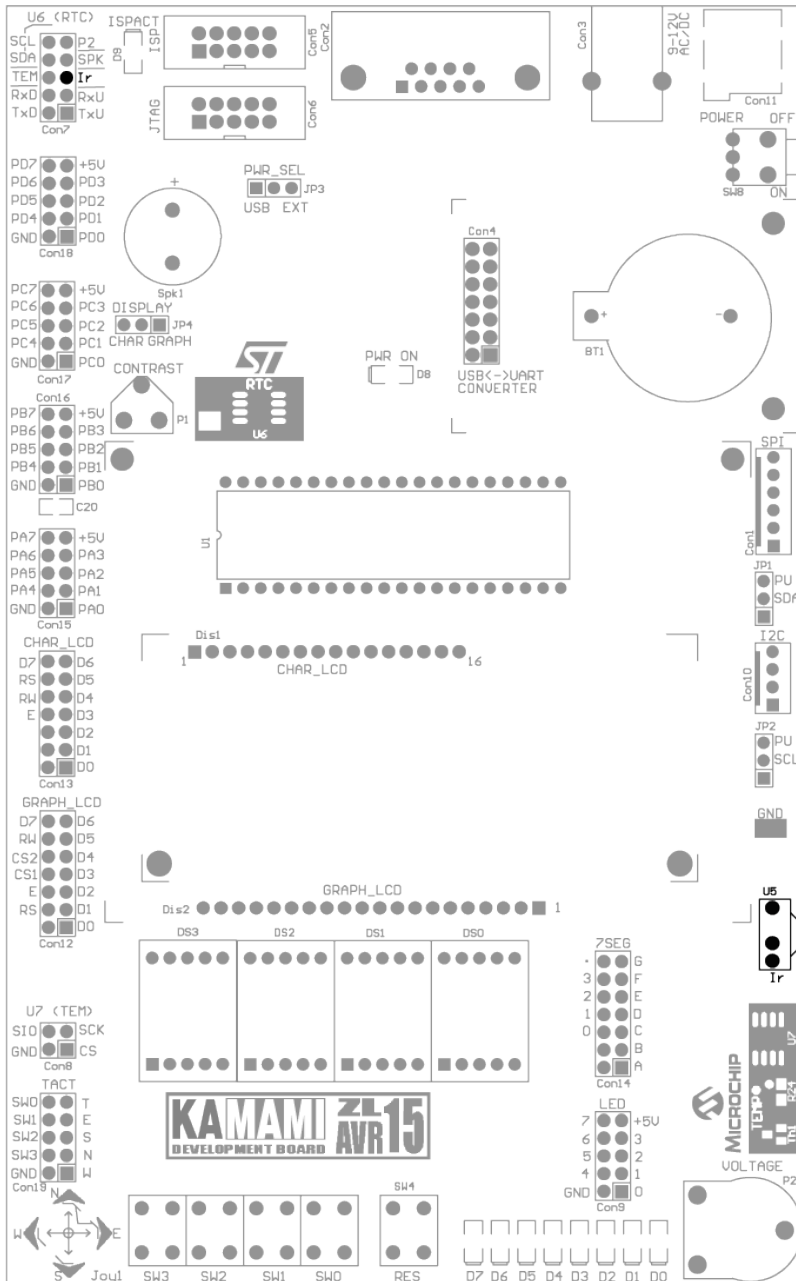 U6 (RTC)
SCL P2
SDA SPK
TEM Ir
RxD RxU
TxD TxU
Con7
ISPACT
D9
ISP
Con5
JTAG
Con6
Con2
Con3
9-12V
AC/DC
Con11
POWER OFF
SW8 ON
PD7 +5V
PD6 PD3
PD5 PD2
PD4 PD1
GND PD0
Con18
+
Spk1
PWR_SEL
JP3
USB EXT
Con4
USB<->UART
CONVERTER
+ -
BT1
PC7 +5V
PC6 PC3
PC5 PC2
PC4 PC1
GND PC0
Con17
DISPLAY
JP4
CHAR GRAPH
CONTRAST
P1
ST
RTC
U6
PWR ON
D8
Con16
PB7 +5V
PB6 PB3
PB5 PB2
PB4 PB1
GND PB0
C20
SPI
Con1
U1
PA7 +5V
PA6 PA3
PA5 PA2
PA4 PA1
GND PA0
Con15
JP1
PU
SDA
I2C
Con10
JP2
PU
SCL
GND
Dis1
1 16
CHAR_LCD
CHAR_LCD
D7 D6
RS D5
RW D4
E D3
D2
D1
D0
Con13
GRAPH_LCD
D7 D6
RW D5
CS2 D4
CS1 D3
E D2
RS D1
D0
Con12
GRAPH_LCD
Dis2 1
DS3 DS2 DS1 DS0
U5
Ir
7SEG
. G
3 F
2 E
1 D
0 C
B
A
Con14
U7 (TEM)
SIO SCK
GND CS
Con8
TACT
SW0 T
SW1 E
SW2 S
SW3 N
GND W
Con19
KAMAMI
DEVELOPMENT BOARD
ZL
AVR15
LED
7 +5V
6 3
5 2
4 1
GND 0
Con9
MICROCHIP
TEMP
U7
R24
Th1
VOLTAGE
P2
N
W E
S Jou1
SW3 SW2 SW1 SW0
SW4
RES
D7 D6 D5 D4 D3 D2 D1 D0